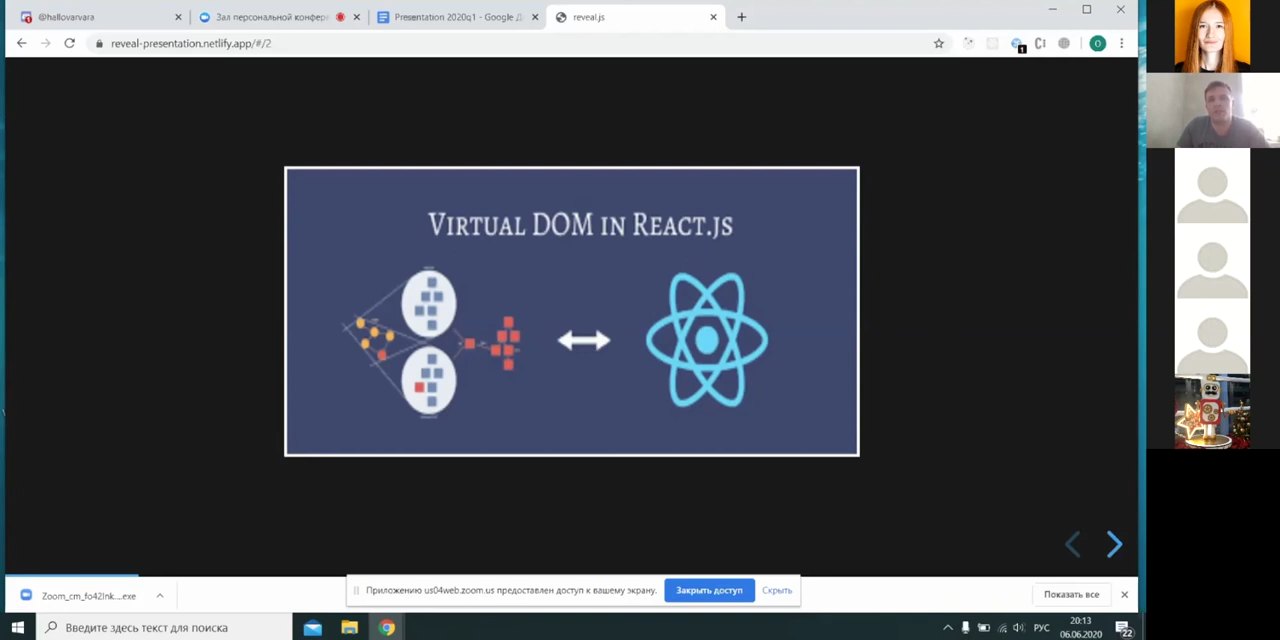 @hallovarvara
Зал персональной конфер
Presentation 2020q1 - Google Д
reveal.js
reveal-presentation.netlify.app/#/2
1
O
VIRTUAL DOM IN REACT.JS
Приложению us04web.zoom.us предоставлен доступ к вашему экрану.
Закрыть доступ
Скрыть
Zoom_cm_fo42lnk....exe
Показать все
Введите здесь текст для поиска
РУС
20:13
06.06.2020
22